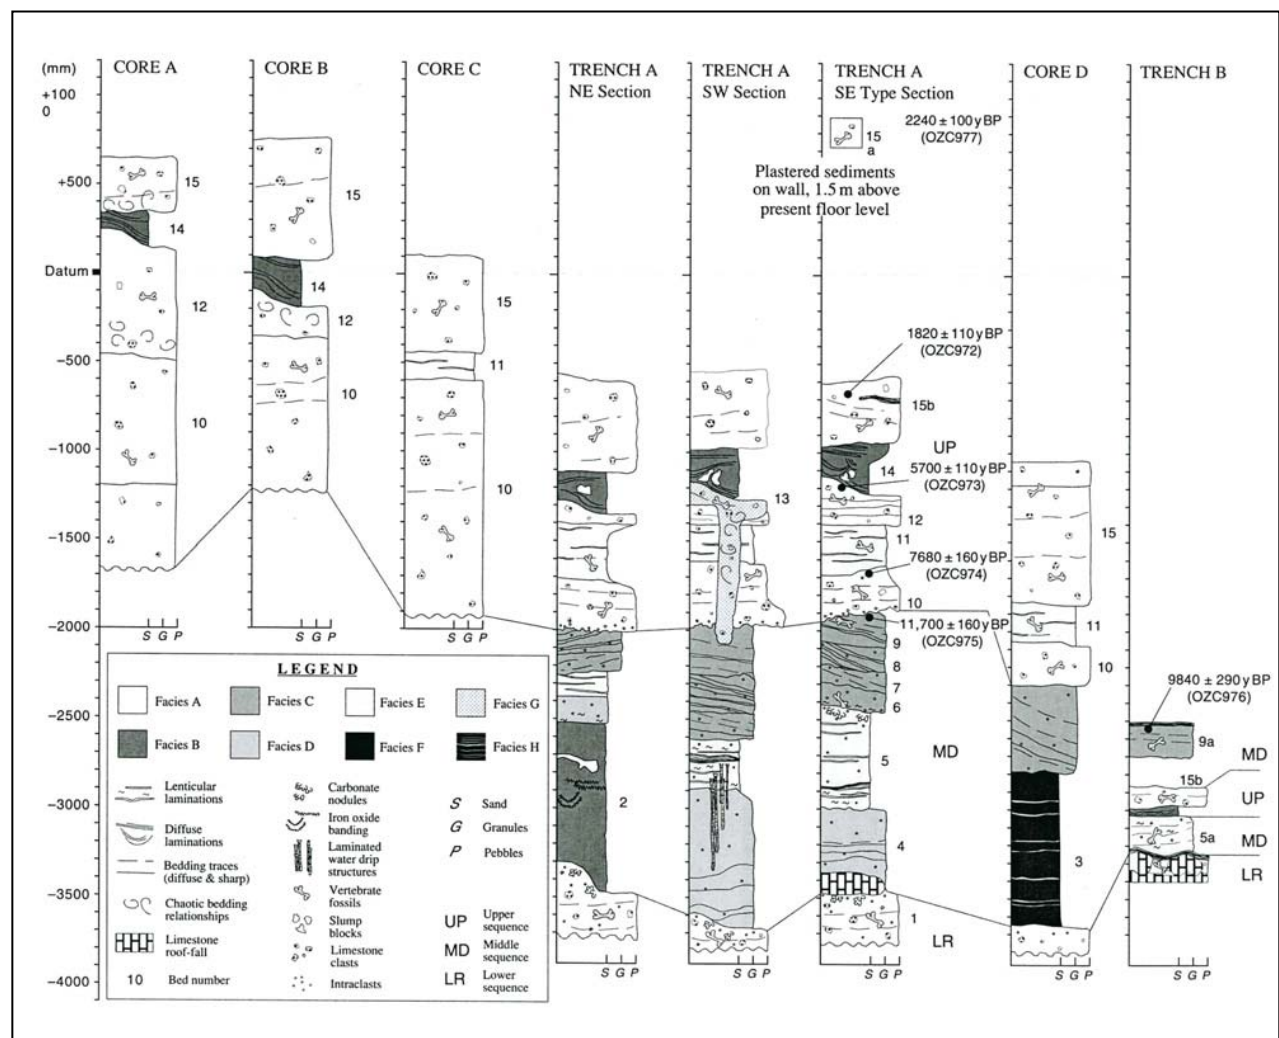 CORE A
CORE B
CORE C
TRENCH A
NE Section
TRENCH A
SW Section
TRENCH A
SE Type Section
CORE D
TRENCH B
(mm)
+100
0
+500
Datum
−500
−1000
−1500
−2000
−2500
−3000
−3500
−4000
15
14
12
10
S G P
15
14
12
10
S G P
15
11
10
S G P
2
S G P
13
S G P
2240 ± 100 y BP
(OZC977)
15
a
Plastered sediments
on wall, 1.5 m above
present floor level
1820 ± 110 y BP
(OZC972)
15b
UP
14
5700 ± 110 y BP
(OZC973)
12
11
7680 ± 160 y BP
(OZC974)
10
11,700 ± 160 y BP
(OZC975)
9
8
7
6
MD
5
4
1
LR
S G P
15
11
10
3
S G P
9840 ± 290 y BP
(OZC976)
9a
MD
15b
UP
5a
MD
LR
S G P
LEGEND
Facies A
Facies C
Facies E
Facies G
Facies B
Facies D
Facies F
Facies H
Lenticular
laminations
Diffuse
laminations
Bedding traces
(diffuse & sharp)
Chaotic bedding
relationships
Limestone
roof-fall
10 Bed number
Carbonate
nodules
Iron oxide
banding
Laminated
water drip
structures
Vertebrate
fossils
Slump
blocks
Limestone
clasts
Intraclasts
S Sand
G Granules
P Pebbles
UP Upper
sequence
MD Middle
sequence
LR Lower
sequence